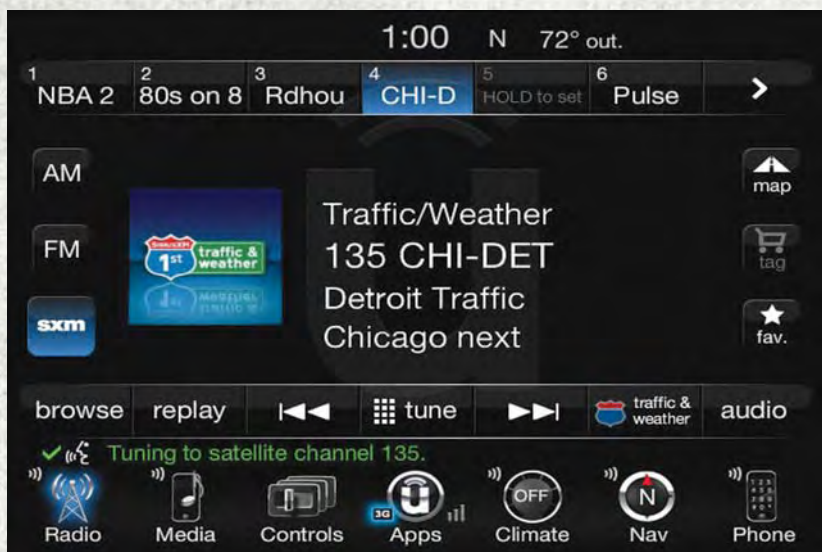 1:00 N 72° out.
1 NBA 2
2 80s on 8
3 Rdhou
4 CHI-D
5 HOLD to set
6 Pulse
AM
FM
sxm
SIRIUSXM
1st traffic & weather
Traffic/Weather
135 CHI-DET
Detroit Traffic
Chicago next
map
tag
fav.
browse replay tune traffic & weather audio
Tuning to satellite channel 135.
3G OFF N
Radio Media Controls Apps Climate Nav Phone